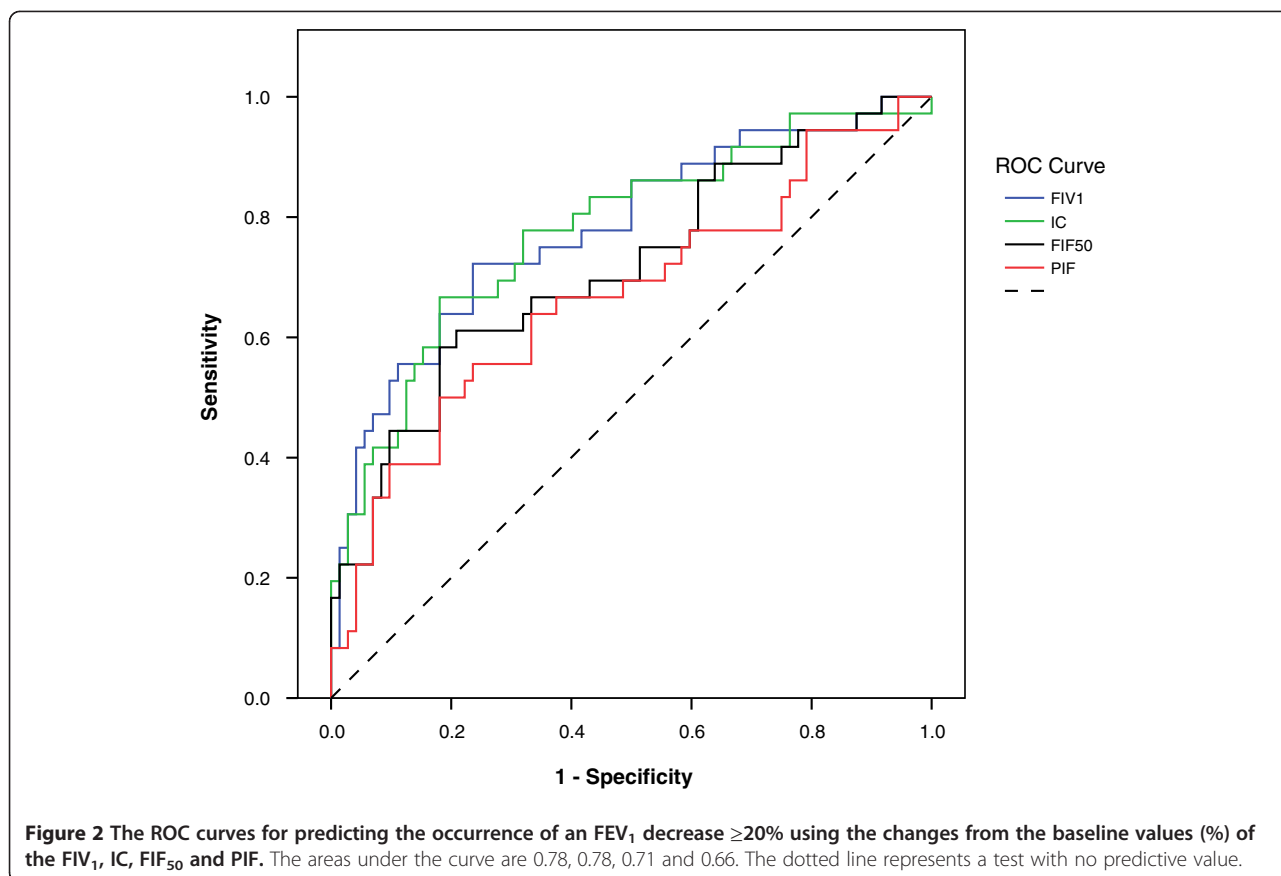 1.0
0.8
0.6
0.4
0.2
0.0
Sensitivity
0.0 0.2 0.4 0.6 0.8 1.0
1 - Specificity
ROC Curve
FIV1
IC
FIF50
PIF
Figure 2 The ROC curves for predicting the occurrence of an FEV₁ decrease ≥20% using the changes from the baseline values (%) of
the FIV₁, IC, FIF₅₀ and PIF. The areas under the curve are 0.78, 0.78, 0.71 and 0.66. The dotted line represents a test with no predictive value.